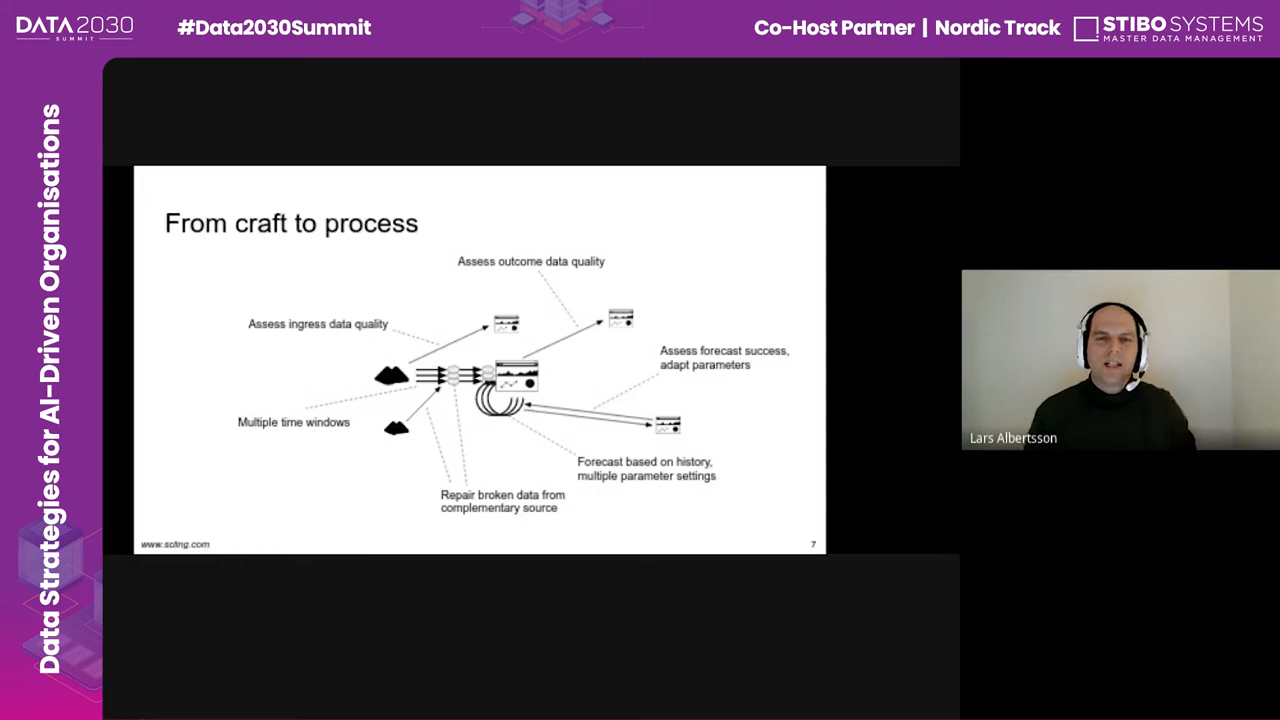 DATA2030
SUMMIT
#Data2030Summit
Co-Host Partner | Nordic Track
STIBO SYSTEMS
MASTER DATA MANAGEMENT
Data Strategies for AI-Driven Organisations
From craft to process
Assess outcome data quality
Assess ingress data quality
Assess forecast success,
adapt parameters
Multiple time windows
Forecast based on history,
multiple parameter settings
Repair broken data from
complementary source
www.scling.com
7
Lars Albertsson